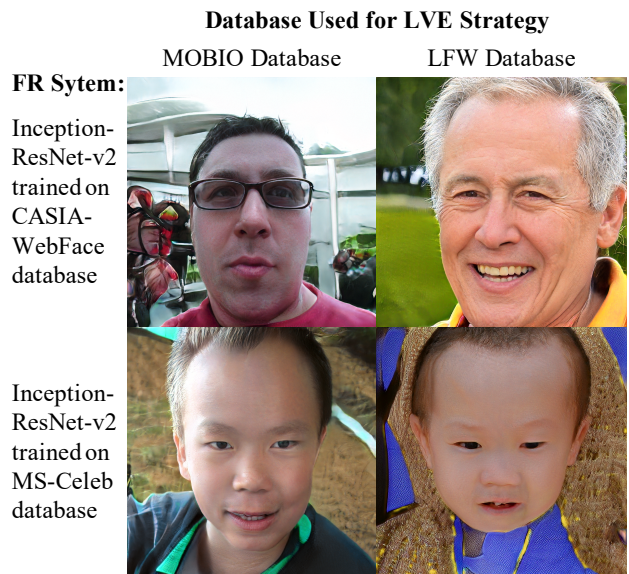 Database Used for LVE Strategy
MOBIO Database
LFW Database
FR Sytem:
Inception-
ResNet-v2
trained on
CASIA-
WebFace
database
Inception-
ResNet-v2
trained on
MS-Celeb
database